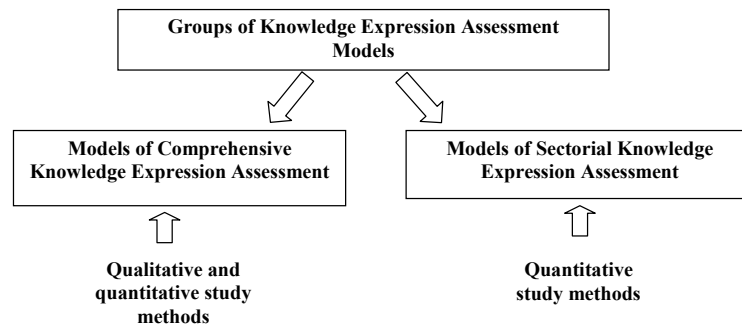 Groups of Knowledge Expression Assessment
Models
Models of Comprehensive
Knowledge Expression Assessment
Models of Sectorial Knowledge
Expression Assessment
Qualitative and
quantitative study
methods
Quantitative
study methods